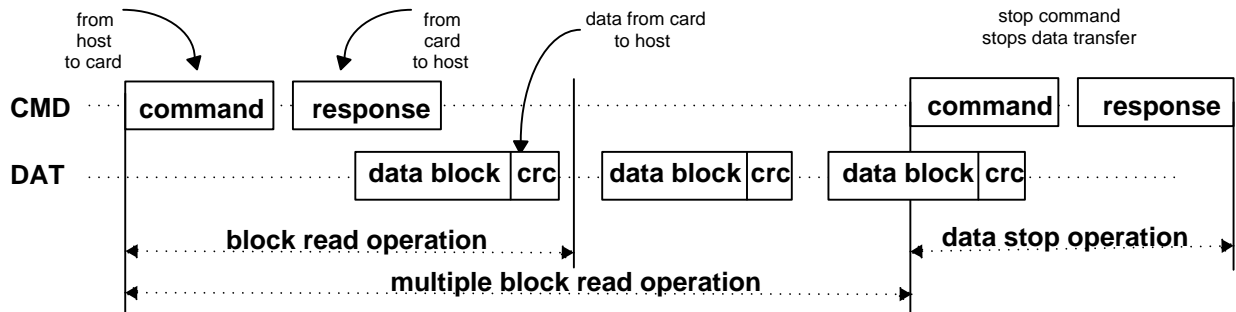 from
host
to card
from
card
to host
data from card
to host
stop command
stops data transfer
CMD
command
response
command
response
DAT
data block
crc
data block
crc
data block
crc
block read operation
data stop operation
multiple block read operation